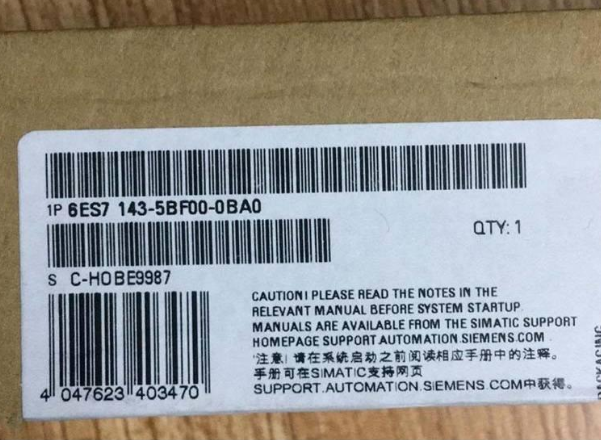 1P 6ES7 143-5BF00-0BA0
QTY: 1
S C-H0BE9987
CAUTION! PLEASE READ THE NOTES IN THE
RELEVANT MANUAL BEFORE SYSTEM STARTUP.
MANUALS ARE AVAILABLE FROM THE SIMATIC SUPPORT
HOMEPAGE SUPPORT.AUTOMATION.SIEMENS.COM
注意! 请在系统启动之前阅读相应手册中的注释。
手册可在SIMATIC支持网页
SUPPORT.AUTOMATION.SIEMENS.COM中获得。
4 047623 403470
PACKAGING